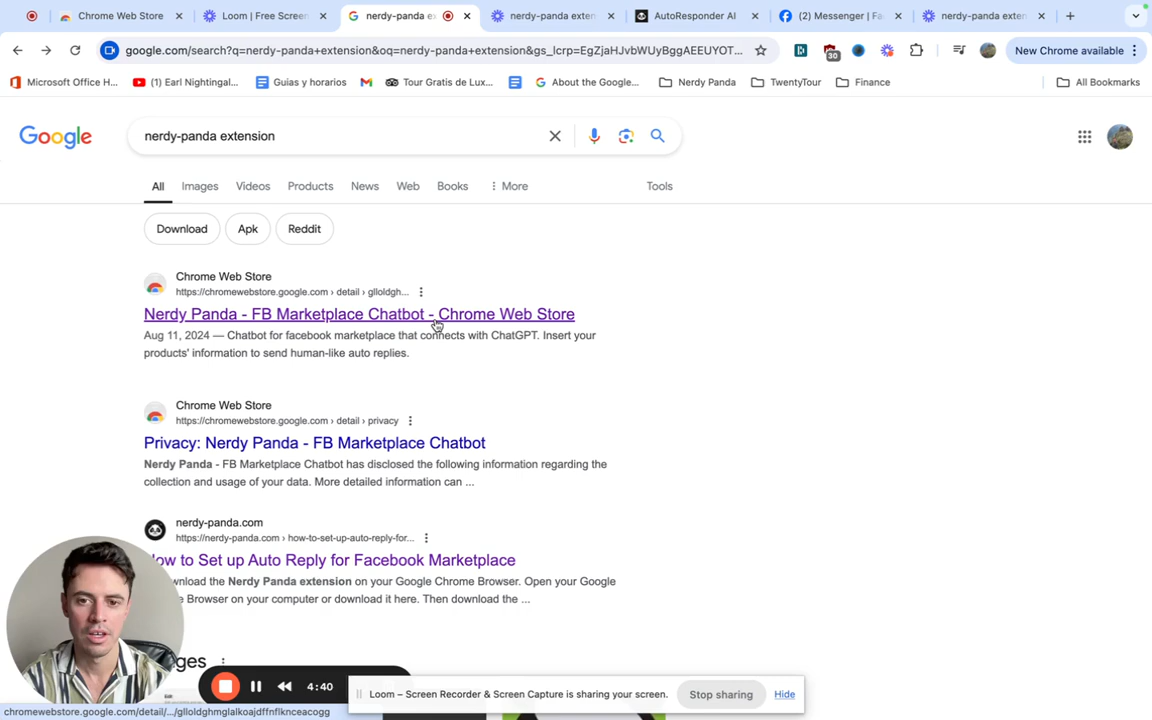 Chrome Web Store
Loom | Free Screen
nerdy-panda ex
nerdy-panda exten
AutoResponder AI
(2) Messenger | Fa
nerdy-panda exten
google.com/search?q=nerdy-panda+extension&oq=nerdy-panda+extension&gs_lcrp=EgZjaHJvbWUyBggAEEUYOT...
30
New Chrome available
Microsoft Office H...
(1) Earl Nightingal...
Guias y horarios
Tour Gratis de Lux...
About the Google...
Nerdy Panda
TwentyTour
Finance
All Bookmarks
Google
nerdy-panda extension
All
Images
Videos
Products
News
Web
Books
More
Tools
Download
Apk
Reddit
Chrome Web Store
https://chromewebstore.google.com › detail › glloldgh...
Nerdy Panda - FB Marketplace Chatbot - Chrome Web Store
Aug 11, 2024 — Chatbot for facebook marketplace that connects with ChatGPT. Insert your
products' information to send human-like auto replies.
Chrome Web Store
https://chromewebstore.google.com › detail › privacy
Privacy: Nerdy Panda - FB Marketplace Chatbot
Nerdy Panda - FB Marketplace Chatbot has disclosed the following information regarding the
collection and usage of your data. More detailed information can ...
nerdy-panda.com
https://nerdy-panda.com › how-to-set-up-auto-reply-for...
How to Set up Auto Reply for Facebook Marketplace
wnload the Nerdy Panda extension on your Google Chrome Browser. Open your Google
Browser on your computer or download it here. Then download the ...
ges
4:40
Loom – Screen Recorder & Screen Capture is sharing your screen.
Stop sharing
Hide
chromewebstore.google.com/detail/.../glloldghmglalkoajdffnflknceacogg